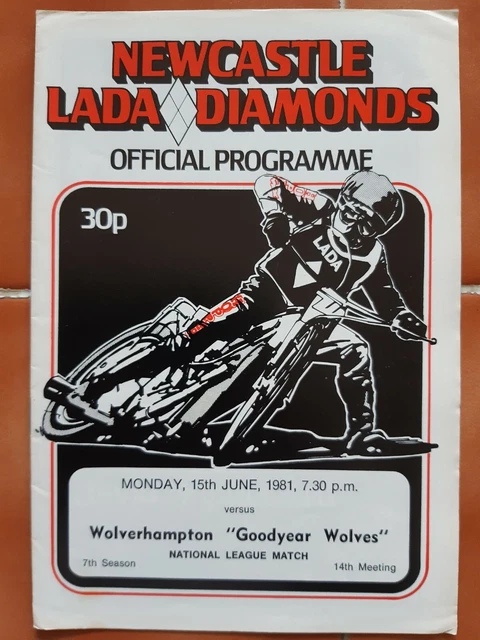 NEWCASTLE
LADA DIAMONDS
OFFICIAL PROGRAMME
30p
LADA
MONDAY, 15th JUNE, 1981, 7.30 p.m.
versus
Wolverhampton "Goodyear Wolves"
NATIONAL LEAGUE MATCH
7th Season
14th Meeting